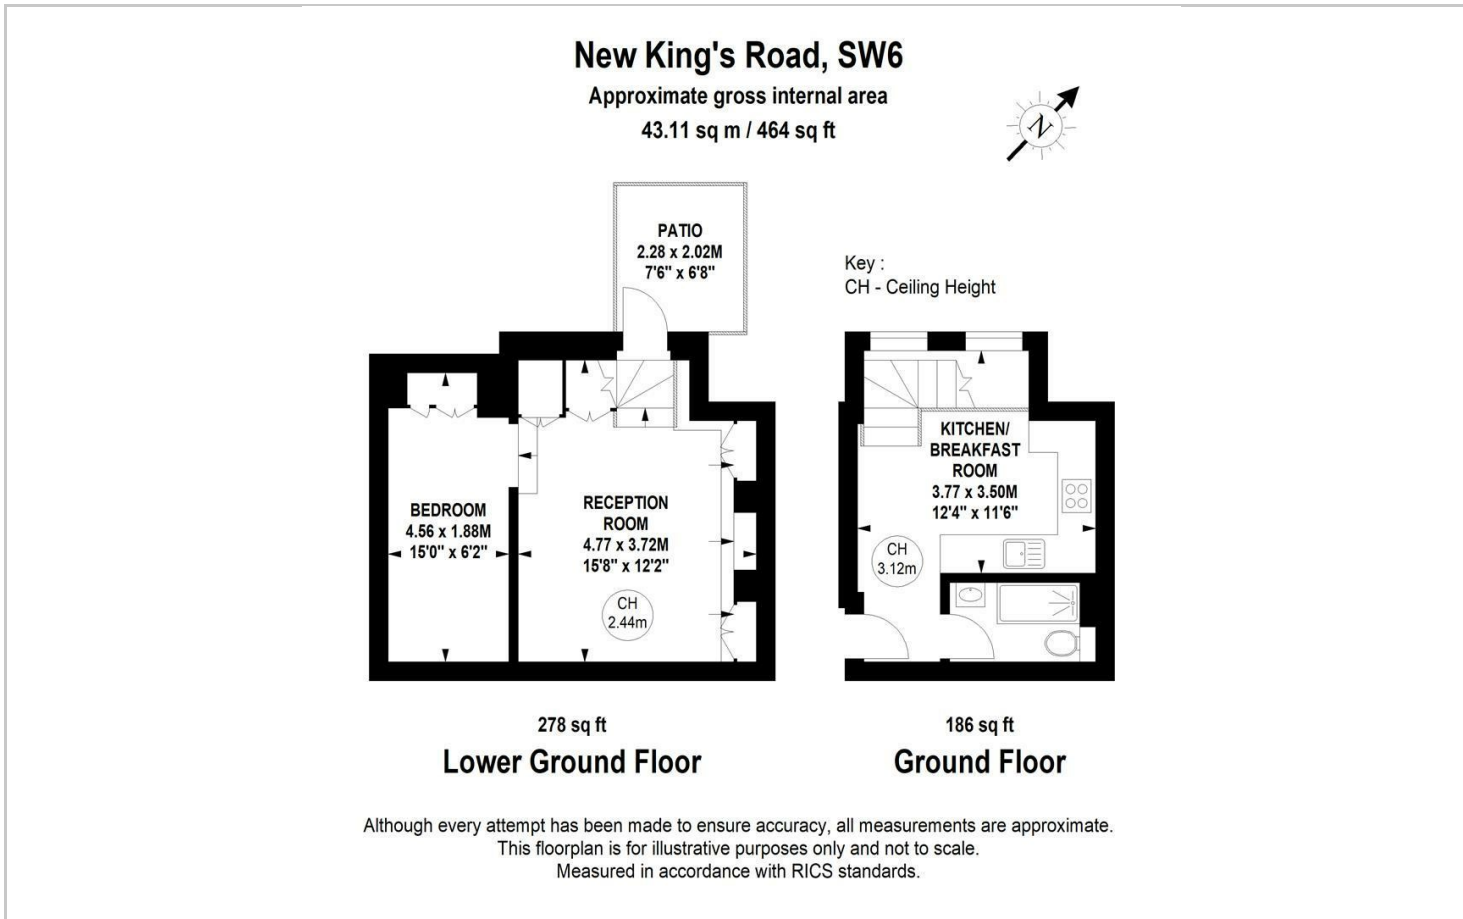 New King's Road, SW6
Approximate gross internal area
43.11 sq m / 464 sq ft
N
PATIO
2.28 x 2.02M
7'6" x 6'8"
Key :
CH - Ceiling Height
BEDROOM
4.56 x 1.88M
15'0" x 6'2"
RECEPTION
ROOM
4.77 x 3.72M
15'8" x 12'2"
CH
2.44m
KITCHEN/
BREAKFAST
ROOM
3.77 x 3.50M
12'4" x 11'6"
CH
3.12m
278 sq ft
Lower Ground Floor
186 sq ft
Ground Floor
Although every attempt has been made to ensure accuracy, all measurements are approximate.
This floorplan is for illustrative purposes only and not to scale.
Measured in accordance with RICS standards.